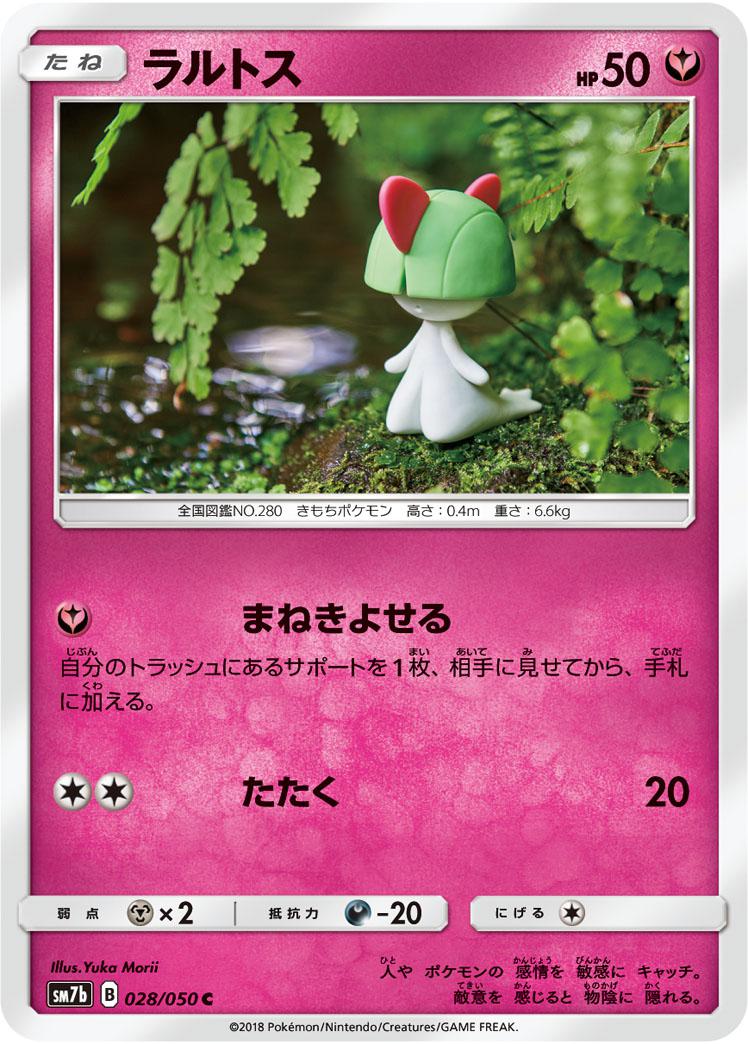 たね ラルトス HP 50
全国図鑑NO.280 きもちポケモン 高さ：0.4m 重さ：6.6kg
まねきよせる
自分のトラッシュにあるサポートを1枚、相手に見せてから、手札
に加える。
たたく 20
弱点 ×2 抵抗力 -20 にげる
Illus.Yuka Morii
人や ポケモンの 感情を 敏感に キャッチ。
敵意を 感じると 物陰に 隠れる。
SM7b B 028/050 C
©2018 Pokémon/Nintendo/Creatures/GAME FREAK.